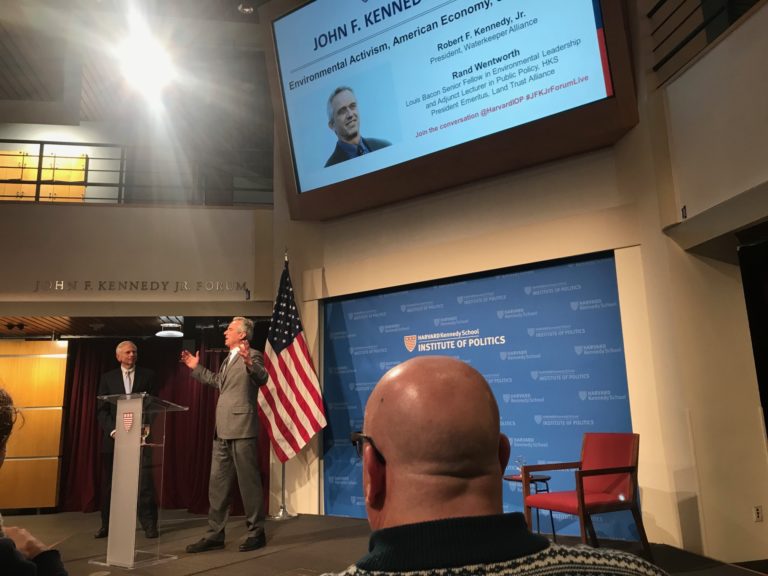 JOHN F. KENNEDY
Environmental Activism, American Economy,
Robert F. Kennedy, Jr.
President, Waterkeeper Alliance
Rand Wentworth
Louis Bacon Senior Fellow in Environmental Leadership
and Adjunct Lecturer in Public Policy, HKS
President Emeritus, Land Trust Alliance
Join the conversation @HarvardIOP #JFKJrForumLive
JOHN F. KENNEDY JR. FORUM
HARVARD Kennedy School
INSTITUTE OF POLITICS